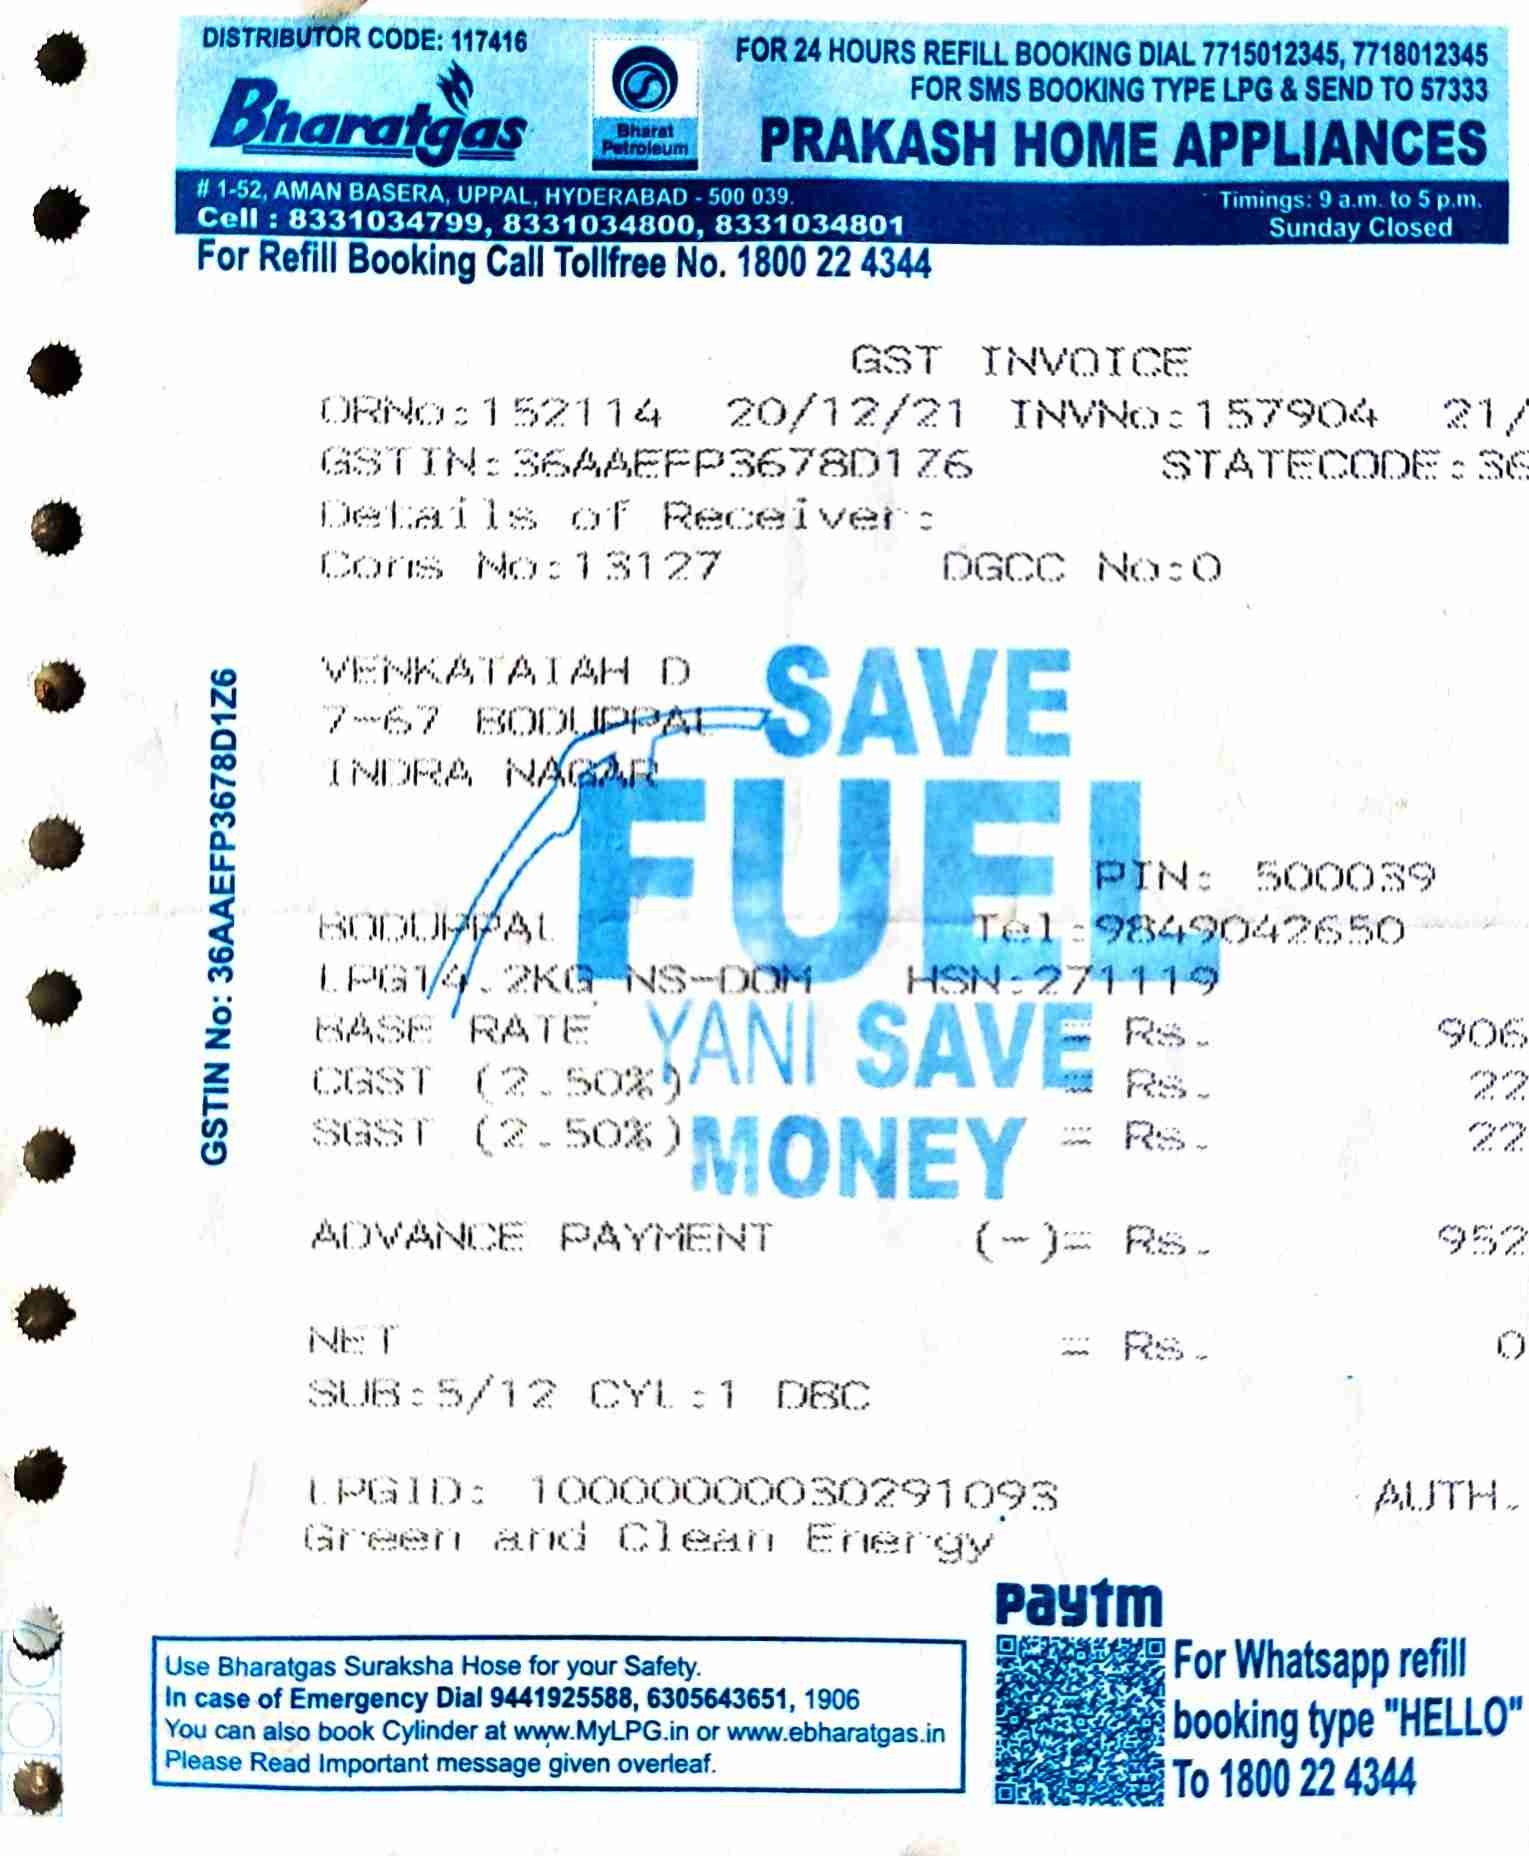 DISTRIBUTOR CODE: 117416
Bharatgas
Bharat
Petroleum
FOR 24 HOURS REFILL BOOKING DIAL 7715012345, 7718012345
FOR SMS BOOKING TYPE LPG & SEND TO 57333
PRAKASH HOME APPLIANCES
# 1-52, AMAN BASERA, UPPAL, HYDERABAD - 500 039.
Timings: 9 a.m. to 5 p.m.
Cell : 8331034799, 8331034800, 8331034801
Sunday Closed
For Refill Booking Call Tollfree No. 1800 22 4344
GST INVOICE
ORNo:152114 20/12/21 INVNo:157904 21/
GSTIN:36AAEFP3678D1Z6 STATECODE:36
Details of Receiver:
Cons No:13127 DGCC No:0
VENKATAIAH D
7-67 BODUPPAL
INDRA NAGAR
SAVE
FUEL
YANI SAVE
MONEY
GSTIN No: 36AAEFP3678D1Z6
PIN: 500039
BODUPPAL Tel:9849042650
LPG14.2KG NS-DOM HSN:271119
BASE RATE = Rs. 906
CGST (2.50%) = Rs. 22
SGST (2.50%) = Rs. 22
ADVANCE PAYMENT (-)= Rs. 952
NET = Rs. 0
SUB:5/12 CYL:1 DBC
LPGID: 100000000030291093 AUTH.
Green and Clean Energy
Paytm
Use Bharatgas Suraksha Hose for your Safety.
In case of Emergency Dial 9441925588, 6305643651, 1906
You can also book Cylinder at www.MyLPG.in or www.ebharatgas.in
Please Read Important message given overleaf.
For Whatsapp refill
booking type "HELLO"
To 1800 22 4344